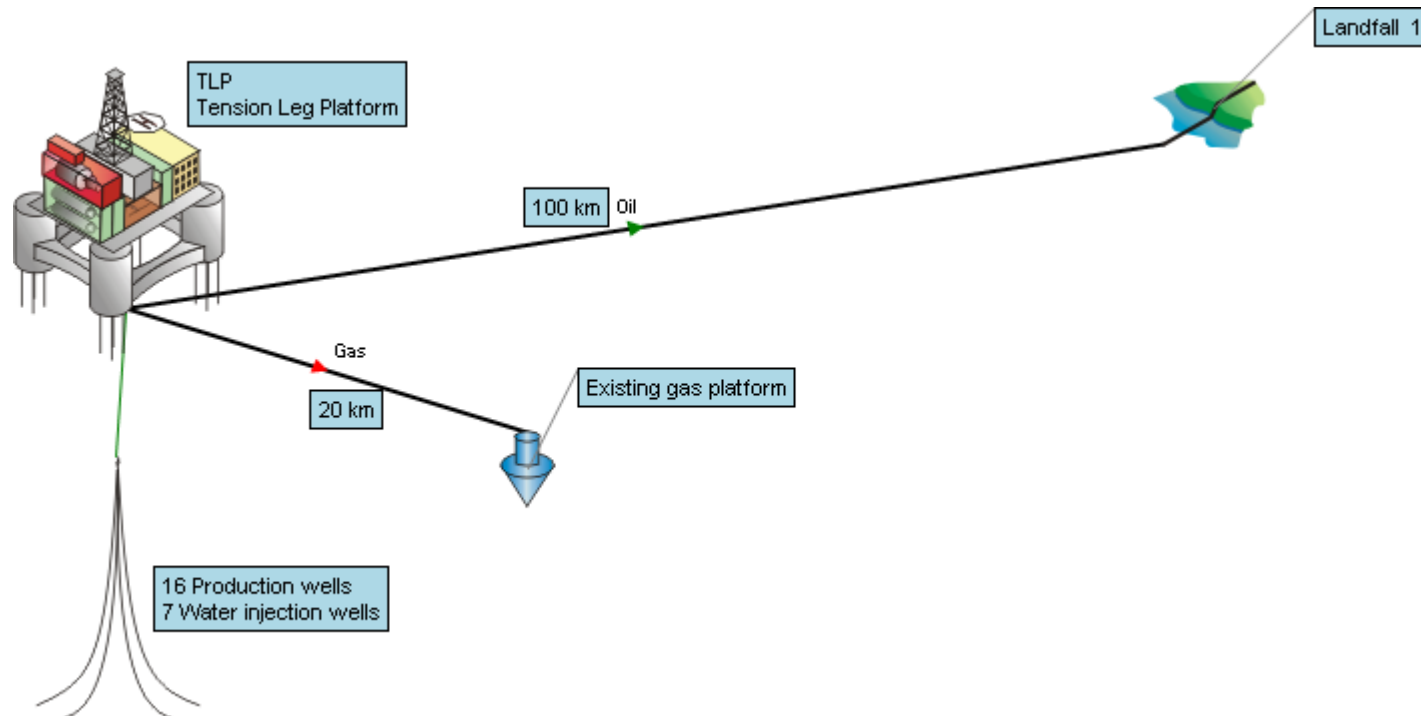 Landfall 1
TLP
Tension Leg Platform
100 km
Oil
Gas
20 km
Existing gas platform
16 Production wells
7 Water injection wells